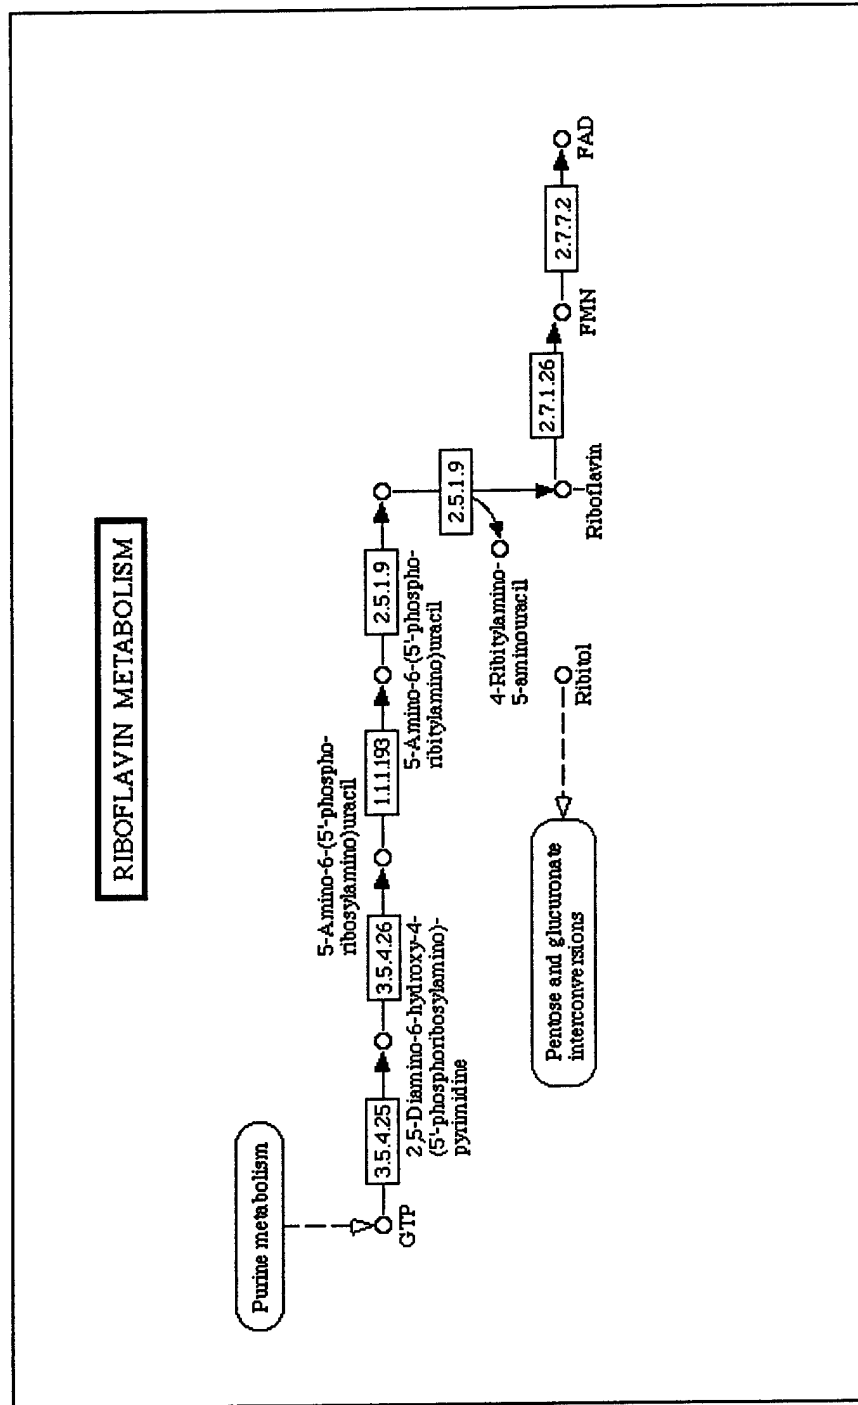 RIBOFLAVIN METABOLISM
Purine metabolism
GTP
3.5.4.25
2,5-Diamino-6-hydroxy-4-
(5'-phosphoribosylamino)-
pyrimidine
3.5.4.26
5-Amino-6-(5'-phospho-
ribosylamino)uracil
1.1.1.193
5-Amino-6-(5'-phospho-
ribitylamino)uracil
2.5.1.9
2.5.1.9
4-Ribitylamino-
5-aminouracil
Riboflavin
2.7.1.26
FMN
2.7.7.2
FAD
Pentose and glucuronate
interconversions
Ribitol